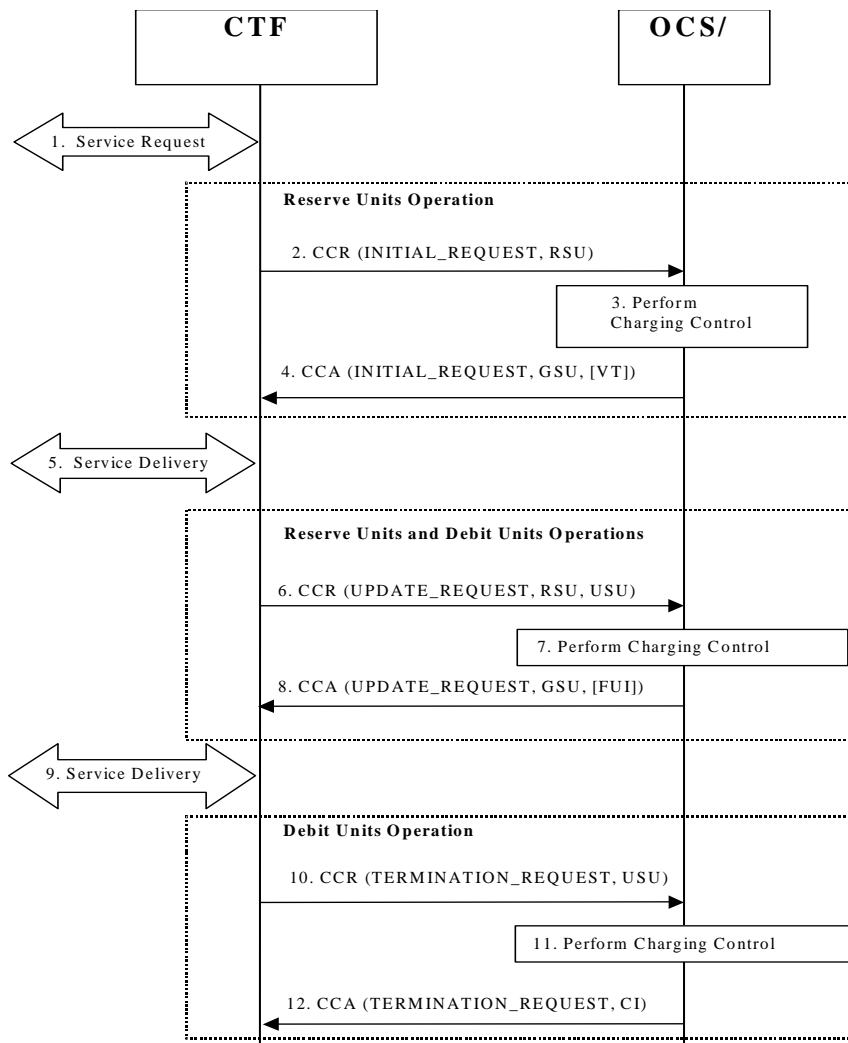 CTF
OCS/
1. Service Request
Reserve Units Operation
2. CCR (INITIAL_REQUEST, RSU)
3. Perform
Charging Control
4. CCA (INITIAL_REQUEST, GSU, [VT])
5. Service Delivery
Reserve Units and Debit Units Operations
6. CCR (UPDATE_REQUEST, RSU, USU)
7. Perform Charging Control
8. CCA (UPDATE_REQUEST, GSU, [FUI])
9. Service Delivery
Debit Units Operation
10. CCR (TERMINATION_REQUEST, USU)
11. Perform Charging Control
12. CCA (TERMINATION_REQUEST, CI)